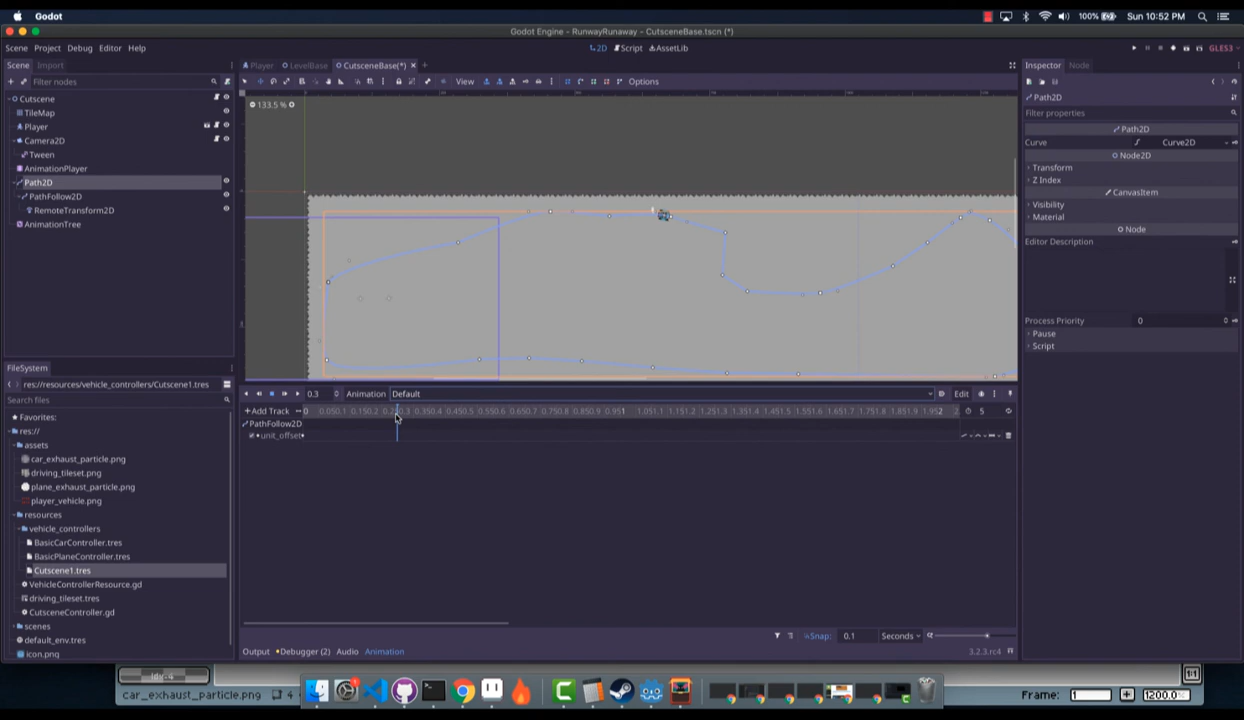 Godot
100%
Sun 10:52 PM
Godot Engine - RunwayRunaway - CutsceneBase.tscn (*)
Scene Project Debug Editor Help
2D Script AssetLib
GLES3
Scene Import
Player LevelBase CutsceneBase(*)
Inspector Node
Filter nodes
View Options
Cutscene
TileMap
Player
Camera2D
Tween
AnimationPlayer
Path2D
PathFollow2D
RemoteTransform2D
AnimationTree
133.5 %
Path2D
Filter properties
Path2D
Curve Curve2D
Node2D
Transform
Z Index
CanvasItem
Visibility
Material
Node
Editor Description
Process Priority 0
Pause
Script
FileSystem
res://resources/vehicle_controllers/Cutscene1.tres
Search files
Favorites:
res://
assets
car_exhaust_particle.png
driving_tileset.png
plane_exhaust_particle.png
player_vehicle.png
resources
vehicle_controllers
BasicCarController.tres
BasicPlaneController.tres
Cutscene1.tres
VehicleControllerResource.gd
driving_tileset.tres
CutsceneController.gd
scenes
default_env.tres
icon.png
0.3 Animation Default Edit
Add Track 5
PathFollow2D
unit_offset
Snap: 0.1 Seconds
Output Debugger (2) Audio Animation 3.2.3.rc4
car_exhaust_particle.png
Frame: 1 1200.0